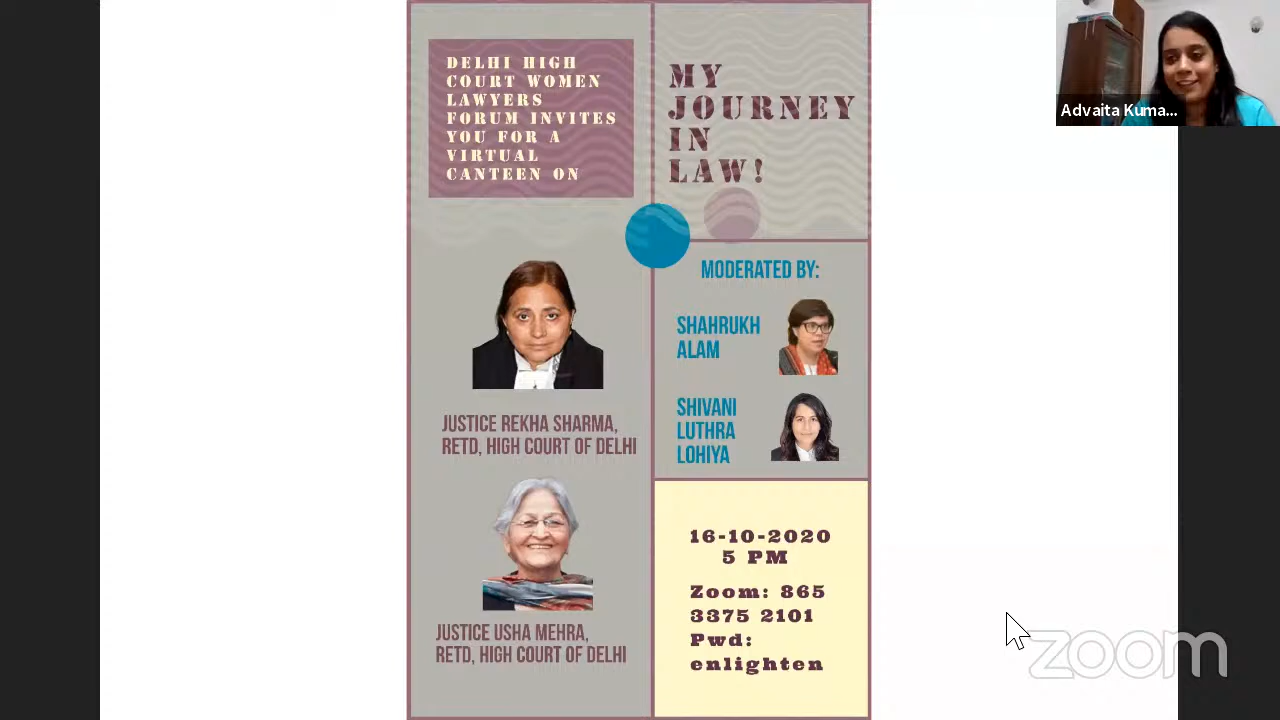 DELHI HIGH
COURT WOMEN
LAWYERS
FORUM INVITES
YOU FOR A
VIRTUAL
CANTEEN ON
MY
JOURNEY
IN
LAW!
JUSTICE REKHA SHARMA,
RETD, HIGH COURT OF DELHI
JUSTICE USHA MEHRA,
RETD, HIGH COURT OF DELHI
MODERATED BY:
SHAHRUKH
ALAM
SHIVANI
LUTHRA
LOHIYA
16-10-2020
5 PM
Zoom: 865
3375 2101
Pwd:
enlighten
Advaita Kuma...
zoom